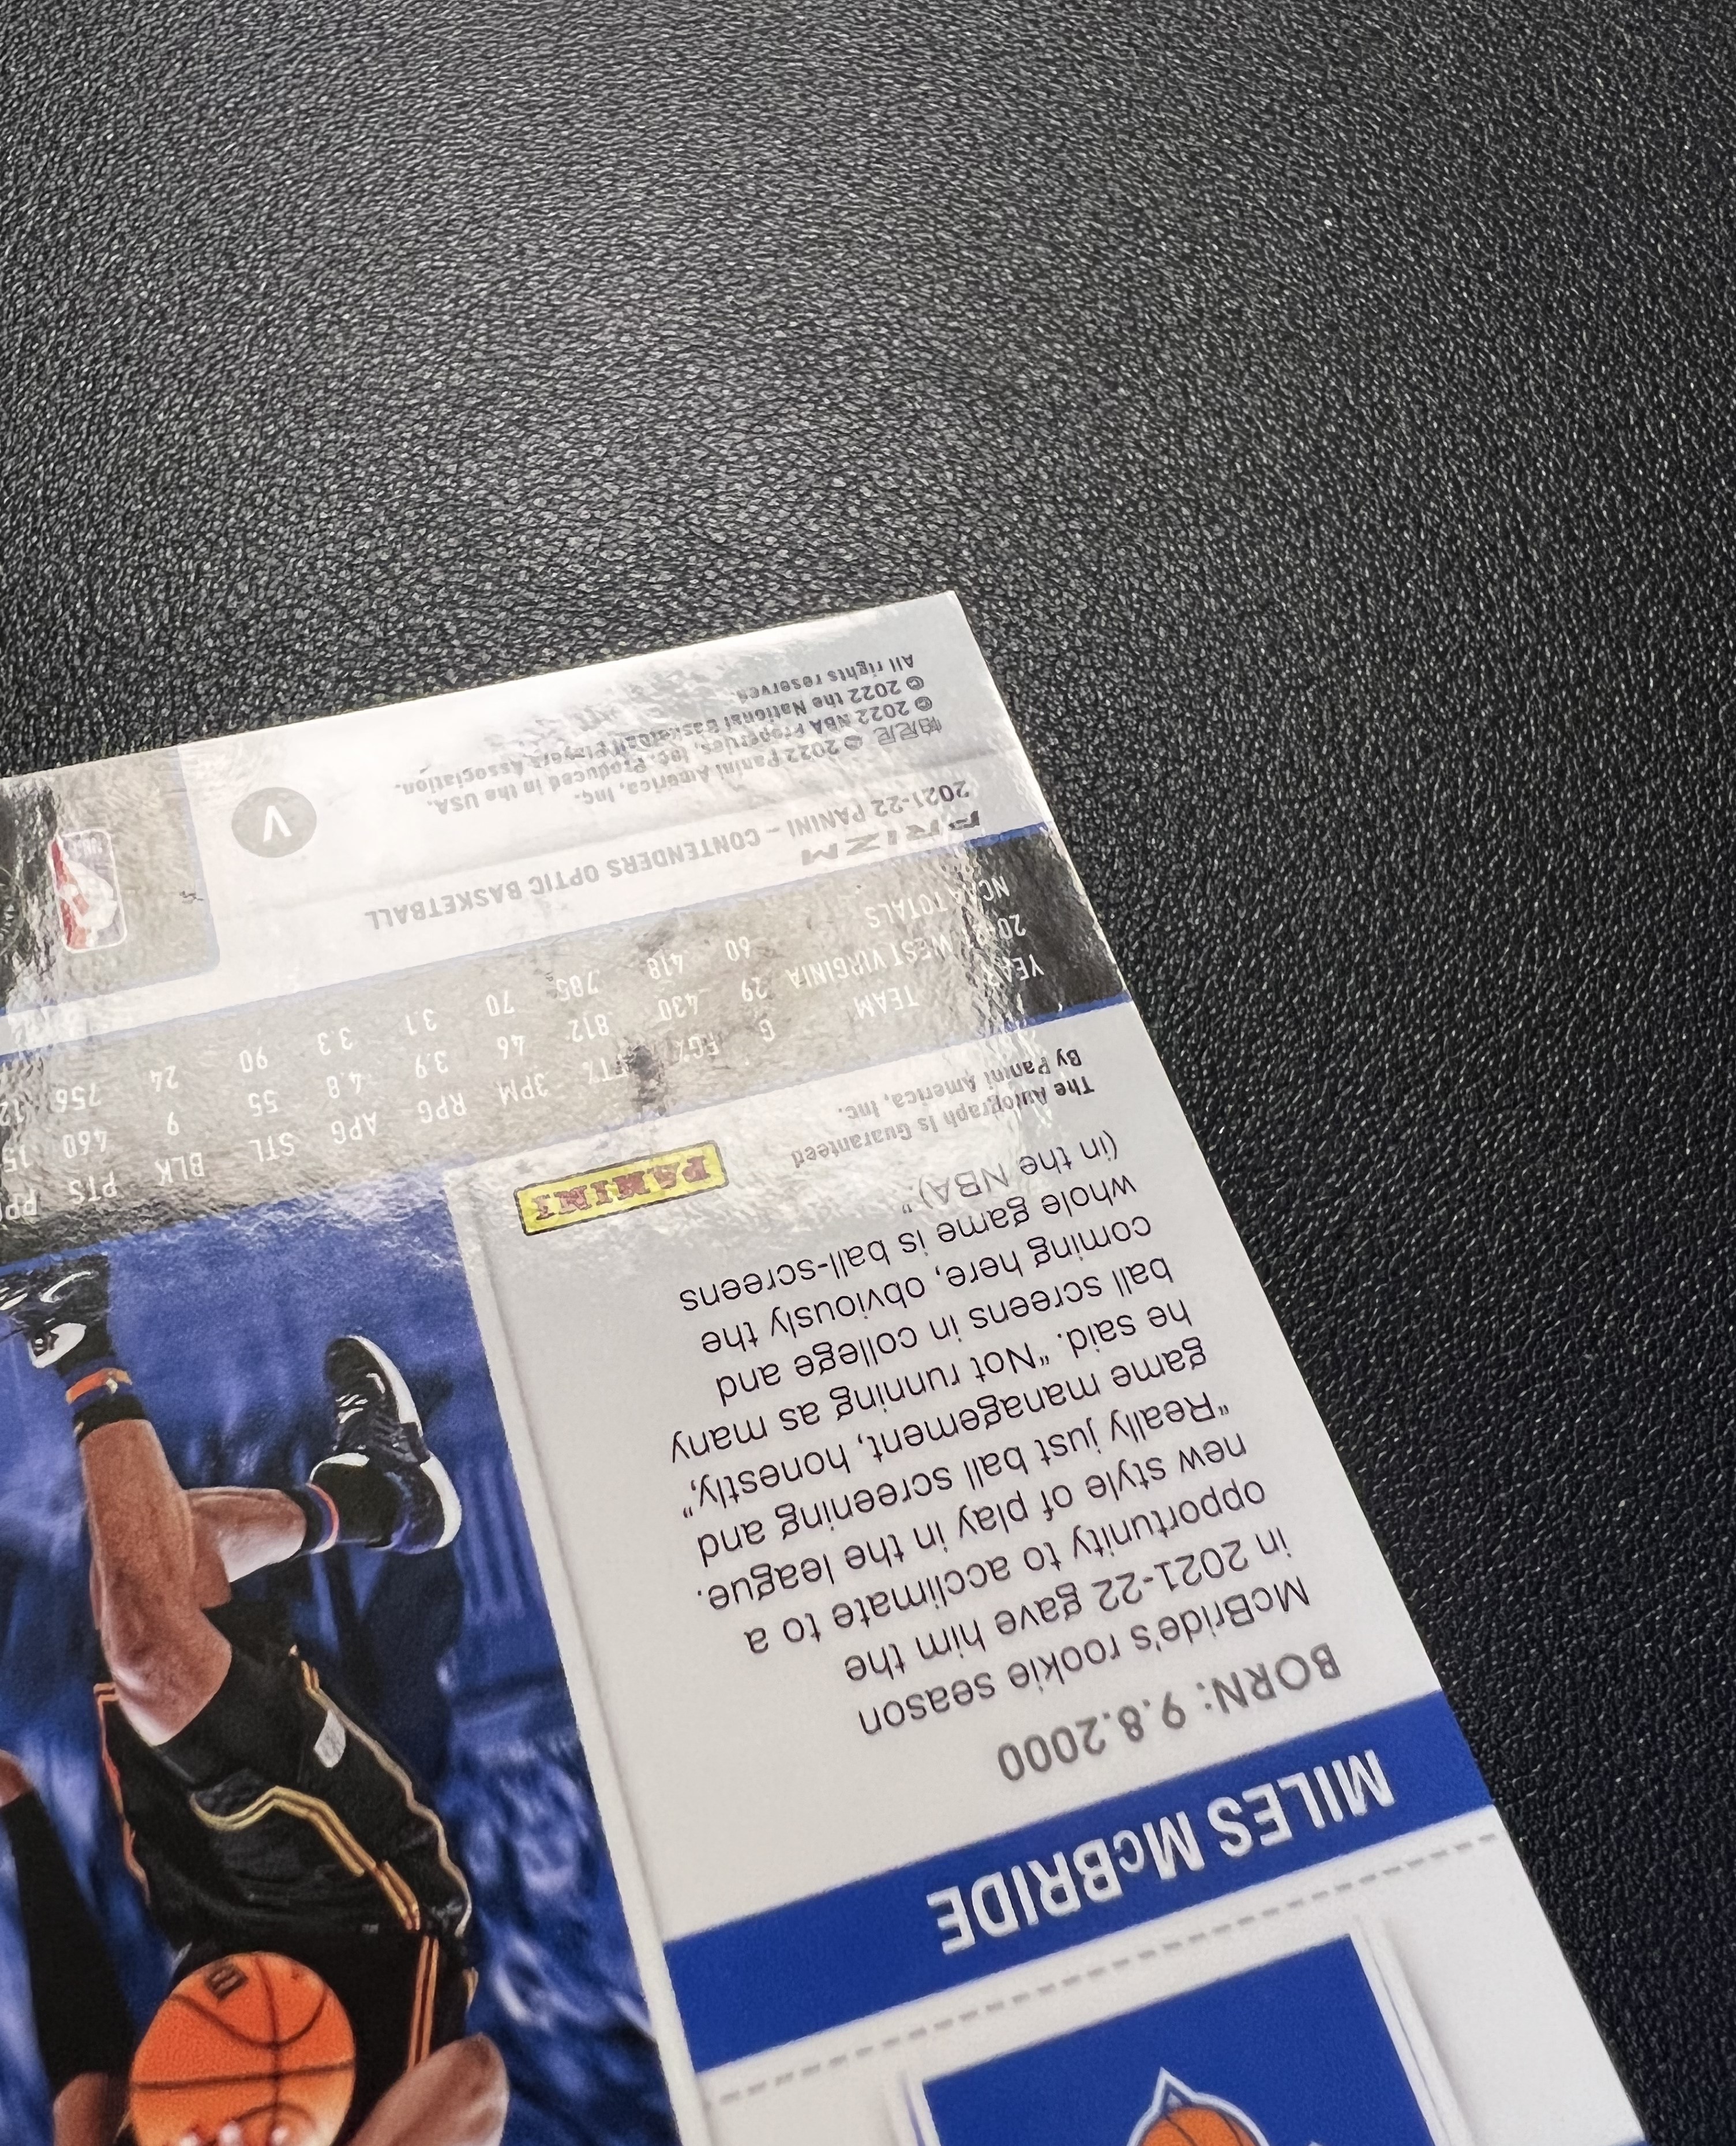 MILES McBRIDE
BORN: 9.8.2000
McBride's rookie season
in 2021-22 gave him the
opportunity to acclimate to a
new style of play in the league.
"Really just ball screening and
game management, honestly,"
he said. "Not running as many
ball screens in college and
coming here, obviously the
whole game is ball-screens
(in the NBA)."
The Autograph Is Guaranteed
By Panini America, Inc.
PANINI
YEAR TEAM G FG% FT% 3PM RPG APG STL BLK PTS
WEST VIRGINIA 29 .430 .812 46 3.9 4.8 55 9 460
NCAA TOTALS 60 .418 .785 70 3.1 3.3 90 24 756
PRIZM
2021-22 PANINI – CONTENDERS OPTIC BASKETBALL
帕尼尼 © 2022 Panini America, Inc.
© 2022 NBA Properties, Inc. Produced in the USA.
© 2022 the National Basketball Players Association.
All rights reserved.
V